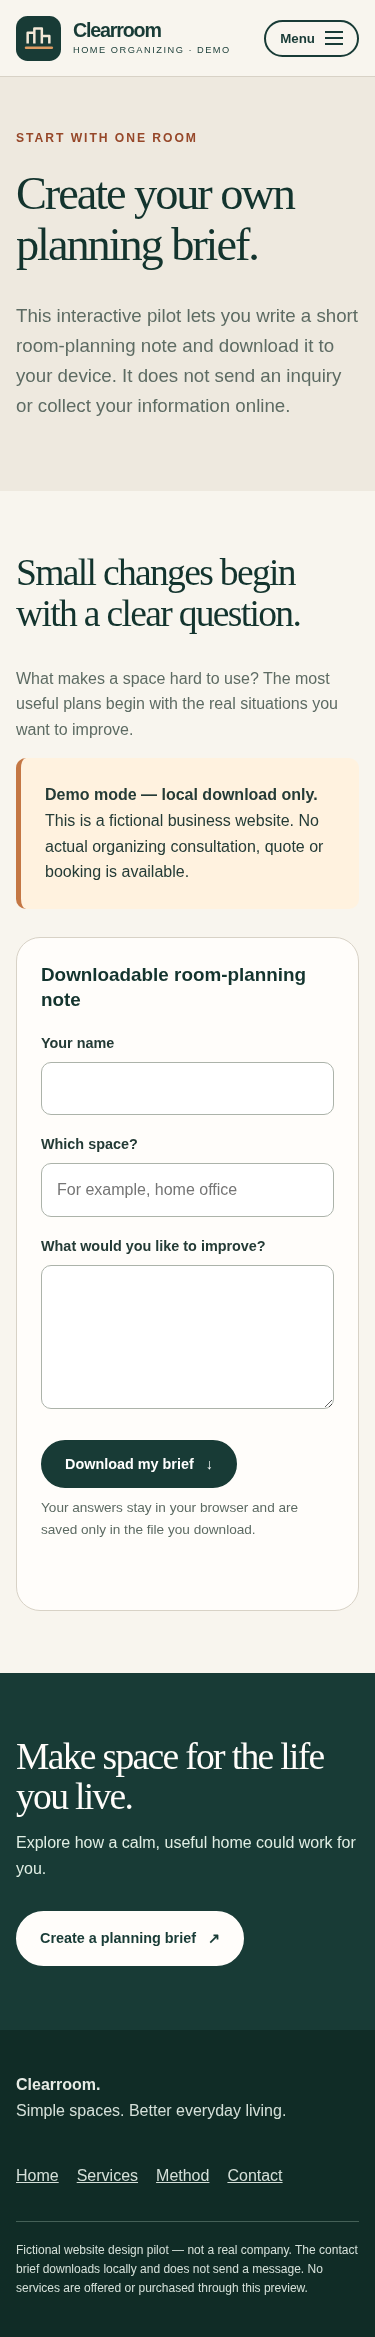 Clearroom
HOME ORGANIZING · DEMO
Menu
START WITH ONE ROOM
Create your own
planning brief.
This interactive pilot lets you write a short
room-planning note and download it to
your device. It does not send an inquiry
or collect your information online.
Small changes begin
with a clear question.
What makes a space hard to use? The most
useful plans begin with the real situations you
want to improve.
Demo mode — local download only.
This is a fictional business website. No
actual organizing consultation, quote or
booking is available.
Downloadable room-planning
note
Your name
Which space?
For example, home office
What would you like to improve?
Download my brief ↓
Your answers stay in your browser and are
saved only in the file you download.
Make space for the life
you live.
Explore how a calm, useful home could work for
you.
Create a planning brief ↗
Clearroom.
Simple spaces. Better everyday living.
Home Services Method Contact
Fictional website design pilot — not a real company. The contact
brief downloads locally and does not send a message. No
services are offered or purchased through this preview.